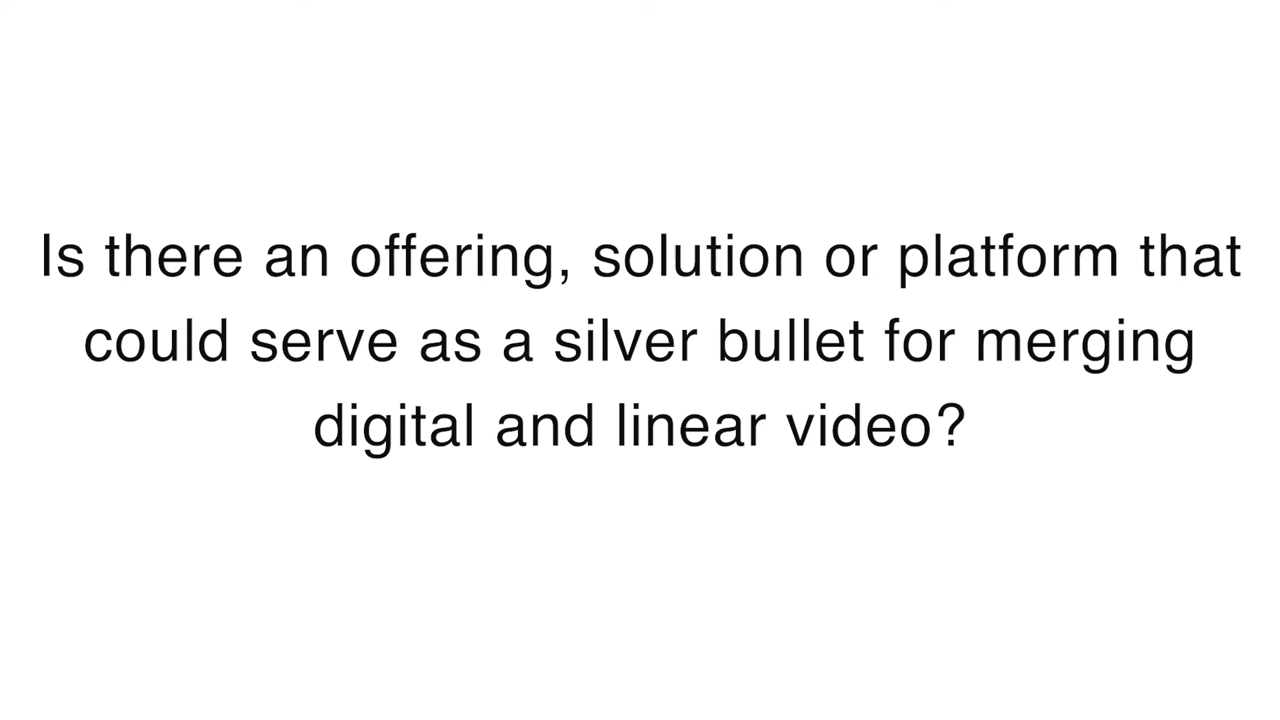 Is there an offering, solution or platform that
could serve as a silver bullet for merging
digital and linear video?